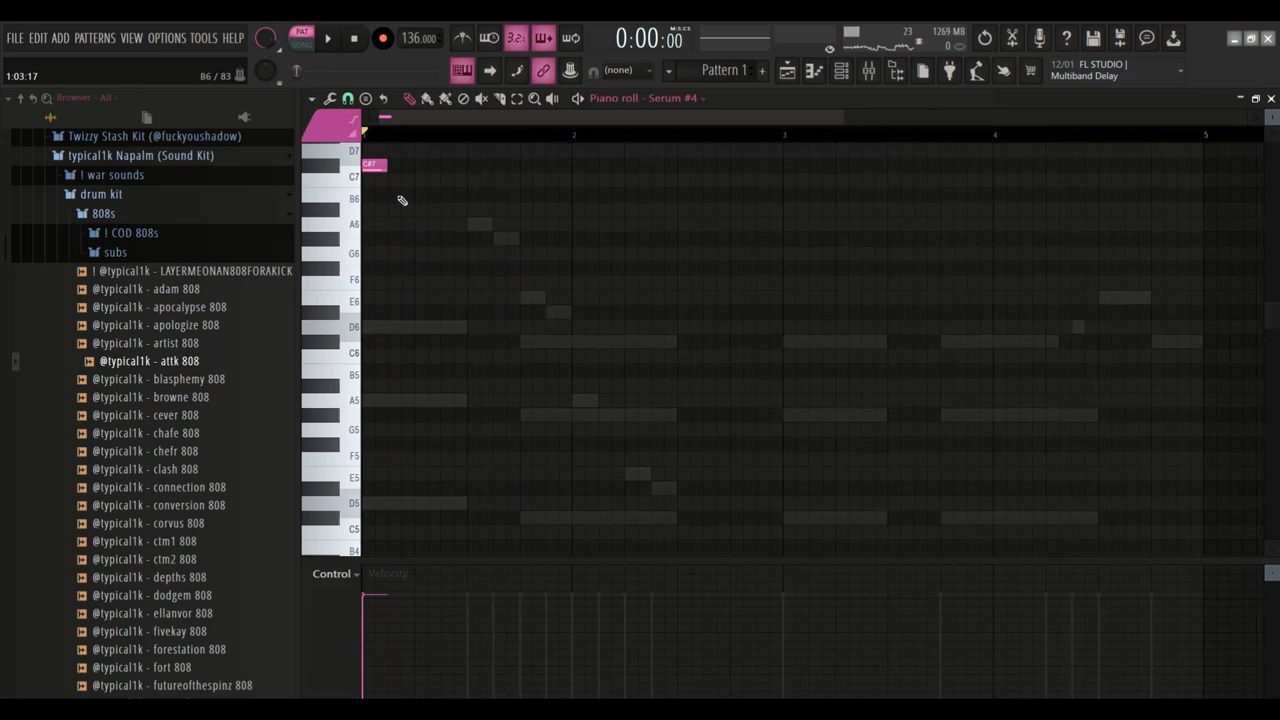 FILE EDIT ADD PATTERNS VIEW OPTIONS TOOLS HELP
PAT
SONG
136.000
3.2.
0:00:00
M:S:CS
23
1269 MB
0
1:03:17
B6 / 83
(none)
Pattern 1
12/01 FL STUDIO |
Multiband Delay
Browser - All
Piano roll - Serum #4
Twizzy Stash Kit (@fuckyoushadow)
typical1k Napalm (Sound Kit)
! war sounds
drum kit
808s
! COD 808s
subs
! @typical1k - LAYERMEONAN808FORAKICK
@typical1k - adam 808
@typical1k - apocalypse 808
@typical1k - apologize 808
@typical1k - artist 808
@typical1k - attk 808
@typical1k - blasphemy 808
@typical1k - browne 808
@typical1k - cever 808
@typical1k - chafe 808
@typical1k - chefr 808
@typical1k - clash 808
@typical1k - connection 808
@typical1k - conversion 808
@typical1k - corvus 808
@typical1k - ctm1 808
@typical1k - ctm2 808
@typical1k - depths 808
@typical1k - dodgem 808
@typical1k - ellanvor 808
@typical1k - fivekay 808
@typical1k - forestation 808
@typical1k - fort 808
@typical1k - futureofthespinz 808
2
3
4
5
D7
C#7
C7
B6
A6
G6
F6
E6
D6
C6
B5
A5
G5
F5
E5
D5
C5
B4
Control
Velocity